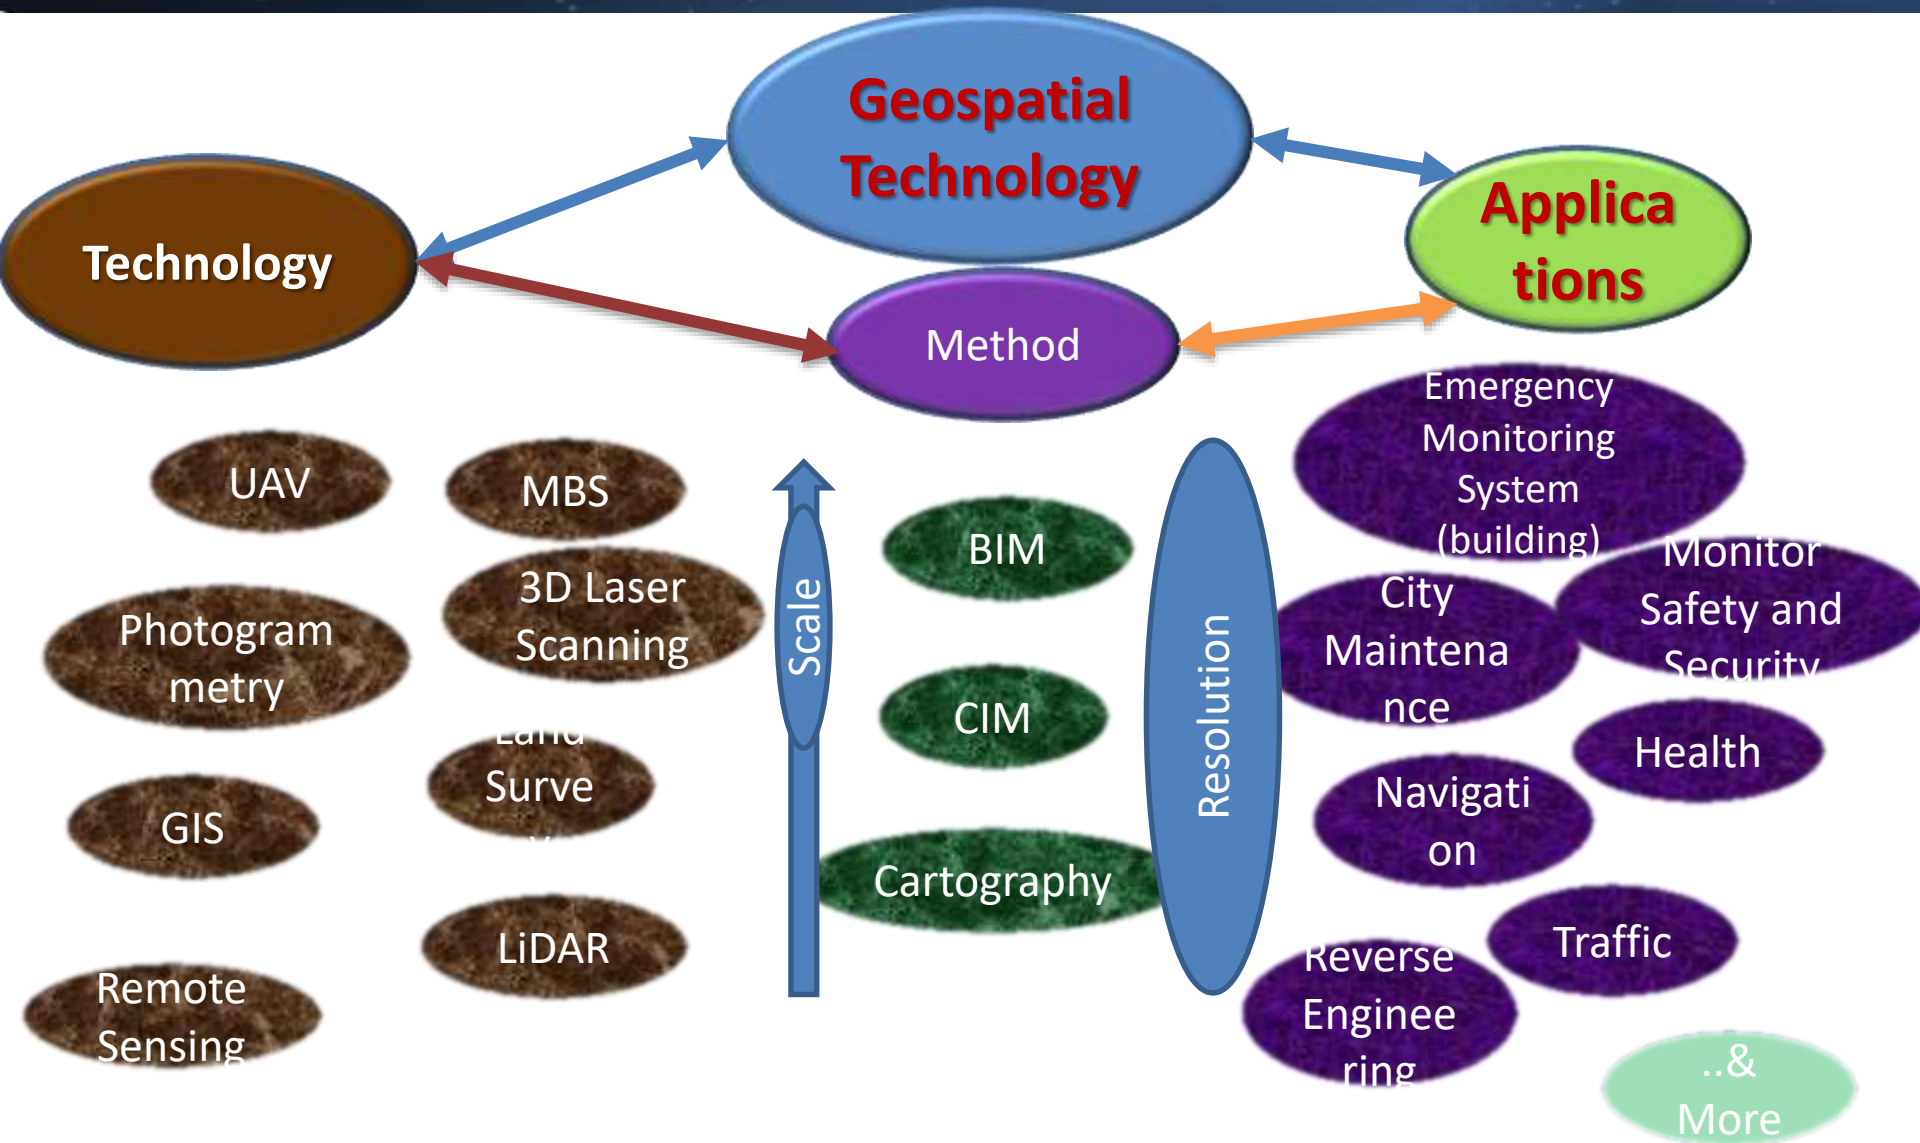 Geospatial
Technology
Technology
Applica
tions
Method
UAV
MBS
3D Laser
Scanning
Photogram
metry
Land
Surve
y
GIS
LiDAR
Remote
Sensing
Scale
BIM
CIM
Cartography
Resolution
Emergency
Monitoring
System
(building)
Monitor
Safety and
Security
City
Maintena
nce
Health
Navigati
on
Traffic
Reverse
Enginee
ring
..&
More